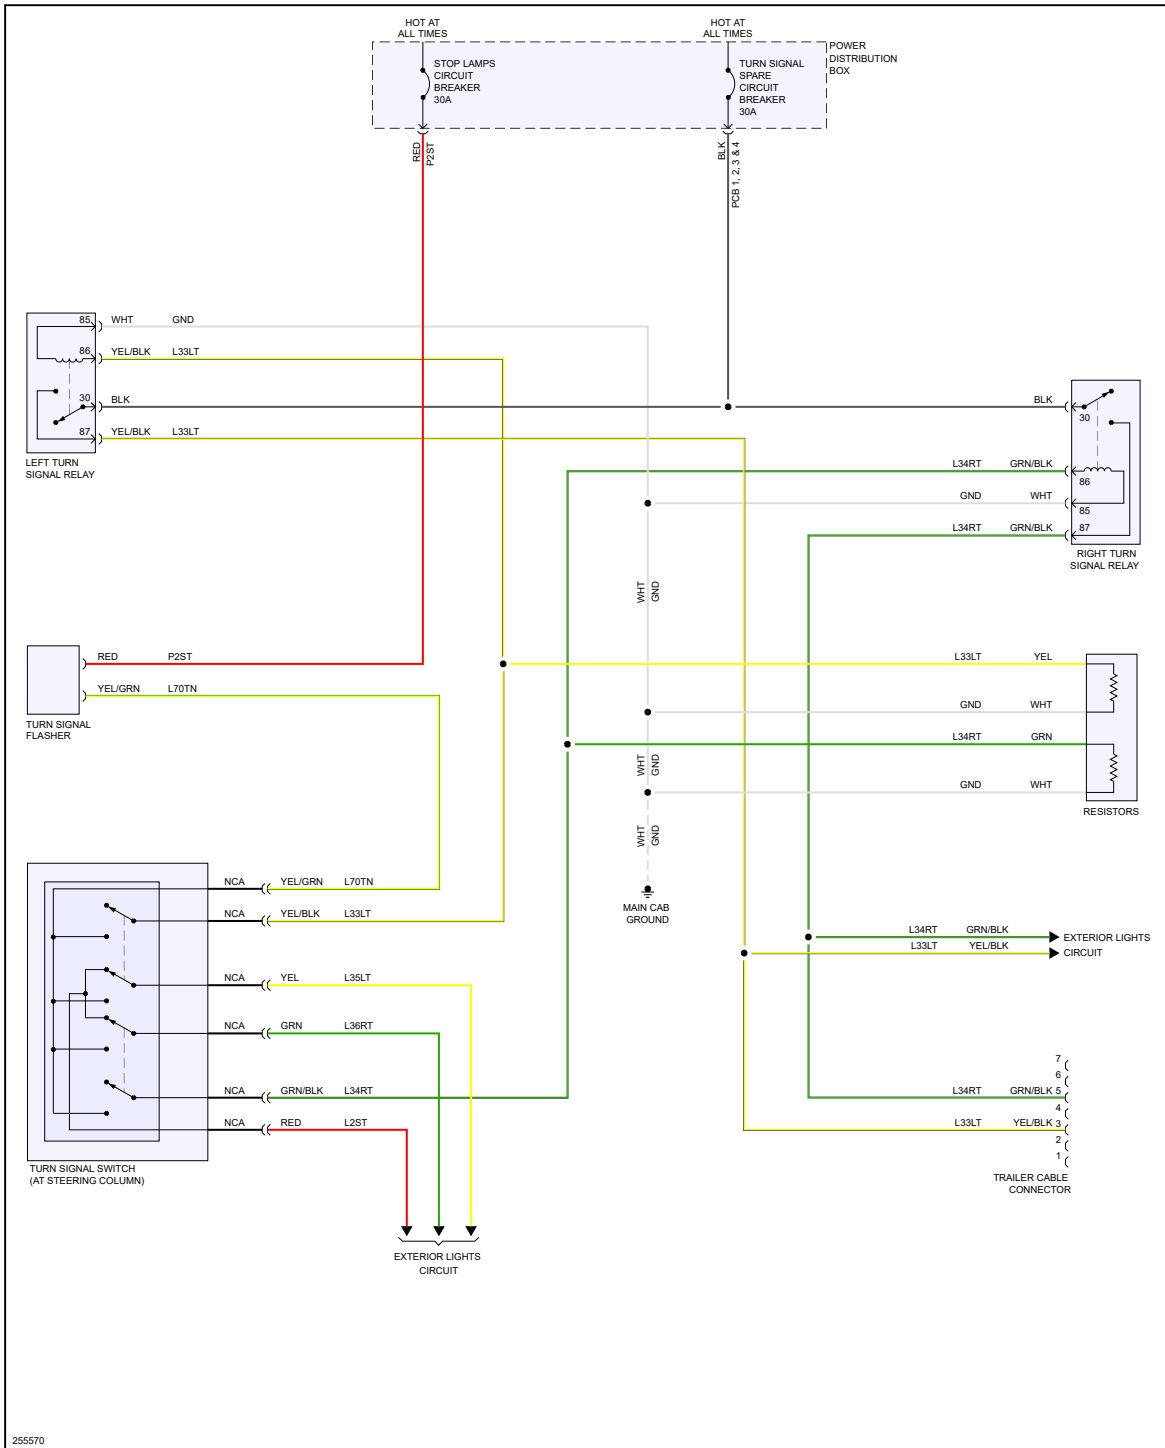 HOT AT
ALL TIMES
HOT AT
ALL TIMES
POWER
DISTRIBUTION
BOX
STOP LAMPS
CIRCUIT
BREAKER
30A
TURN SIGNAL
SPARE
CIRCUIT
BREAKER
30A
RED
P2ST
BLK
PCB 1, 2, 3 & 4
85 WHT GND
86 YEL/BLK L33LT
30 BLK
87 YEL/BLK L33LT
LEFT TURN
SIGNAL RELAY
BLK
30
L34RT GRN/BLK
86
GND WHT
85
L34RT GRN/BLK 87
RIGHT TURN
SIGNAL RELAY
WHT
GND
RED P2ST
YEL/GRN L70TN
TURN SIGNAL
FLASHER
L33LT YEL
GND WHT
L34RT GRN
GND WHT
RESISTORS
WHT
GND
WHT
GND
MAIN CAB
GROUND
NCA YEL/GRN L70TN
NCA YEL/BLK L33LT
NCA YEL L35LT
NCA GRN L36RT
NCA GRN/BLK L34RT
NCA RED L2ST
TURN SIGNAL SWITCH
(AT STEERING COLUMN)
L34RT GRN/BLK EXTERIOR LIGHTS
L33LT YEL/BLK CIRCUIT
7
6
L34RT GRN/BLK 5
4
L33LT YEL/BLK 3
2
1
TRAILER CABLE
CONNECTOR
EXTERIOR LIGHTS
CIRCUIT
255570